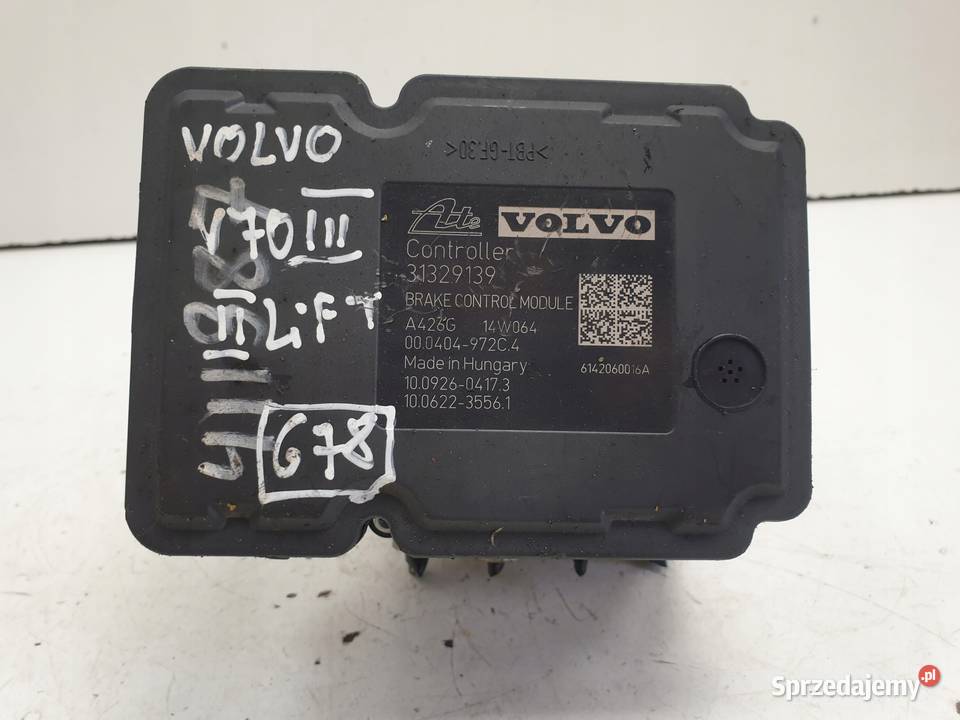 VOLVO
V70 III
II LiFT
678
>PBT-GF30<
Ate VOLVO
Controller
31329139
BRAKE CONTROL MODULE
A426G 14W064
00.0404-972C.4
Made in Hungary
10.0926-0417.3
10.0622-3556.1
6142060016A
Sprzedajemy.pl